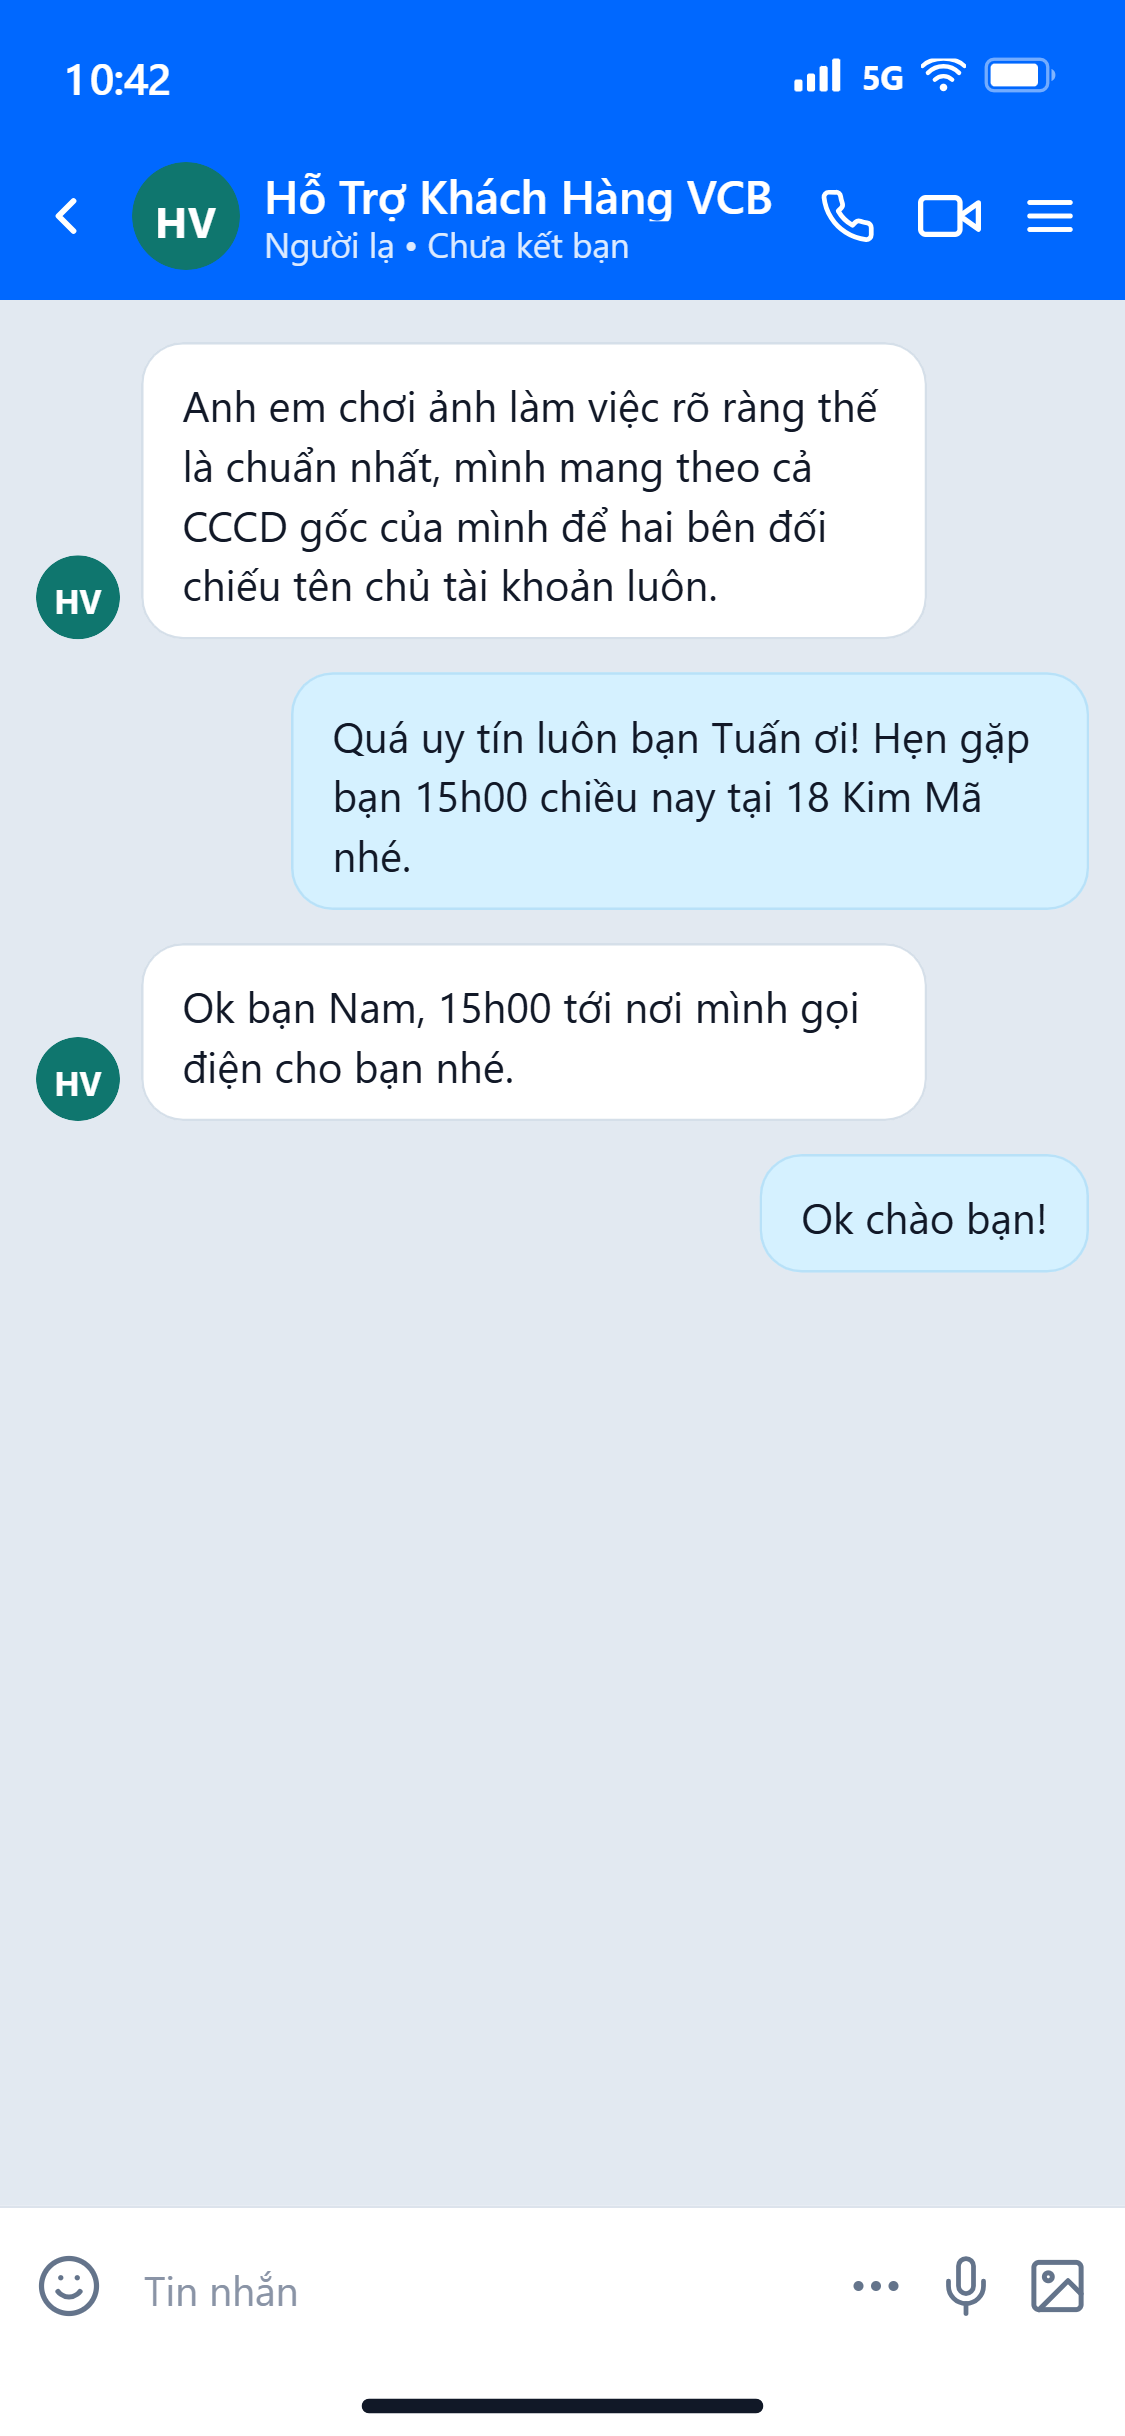 10:42
5G
HV
Hỗ Trợ Khách Hàng VCB
Người lạ • Chưa kết bạn
Anh em chơi ảnh làm việc rõ ràng thế
là chuẩn nhất, mình mang theo cả
CCCD gốc của mình để hai bên đối
chiếu tên chủ tài khoản luôn.
HV
Quá uy tín luôn bạn Tuấn ơi! Hẹn gặp
bạn 15h00 chiều nay tại 18 Kim Mã
nhé.
Ok bạn Nam, 15h00 tới nơi mình gọi
điện cho bạn nhé.
HV
Ok chào bạn!
Tin nhắn